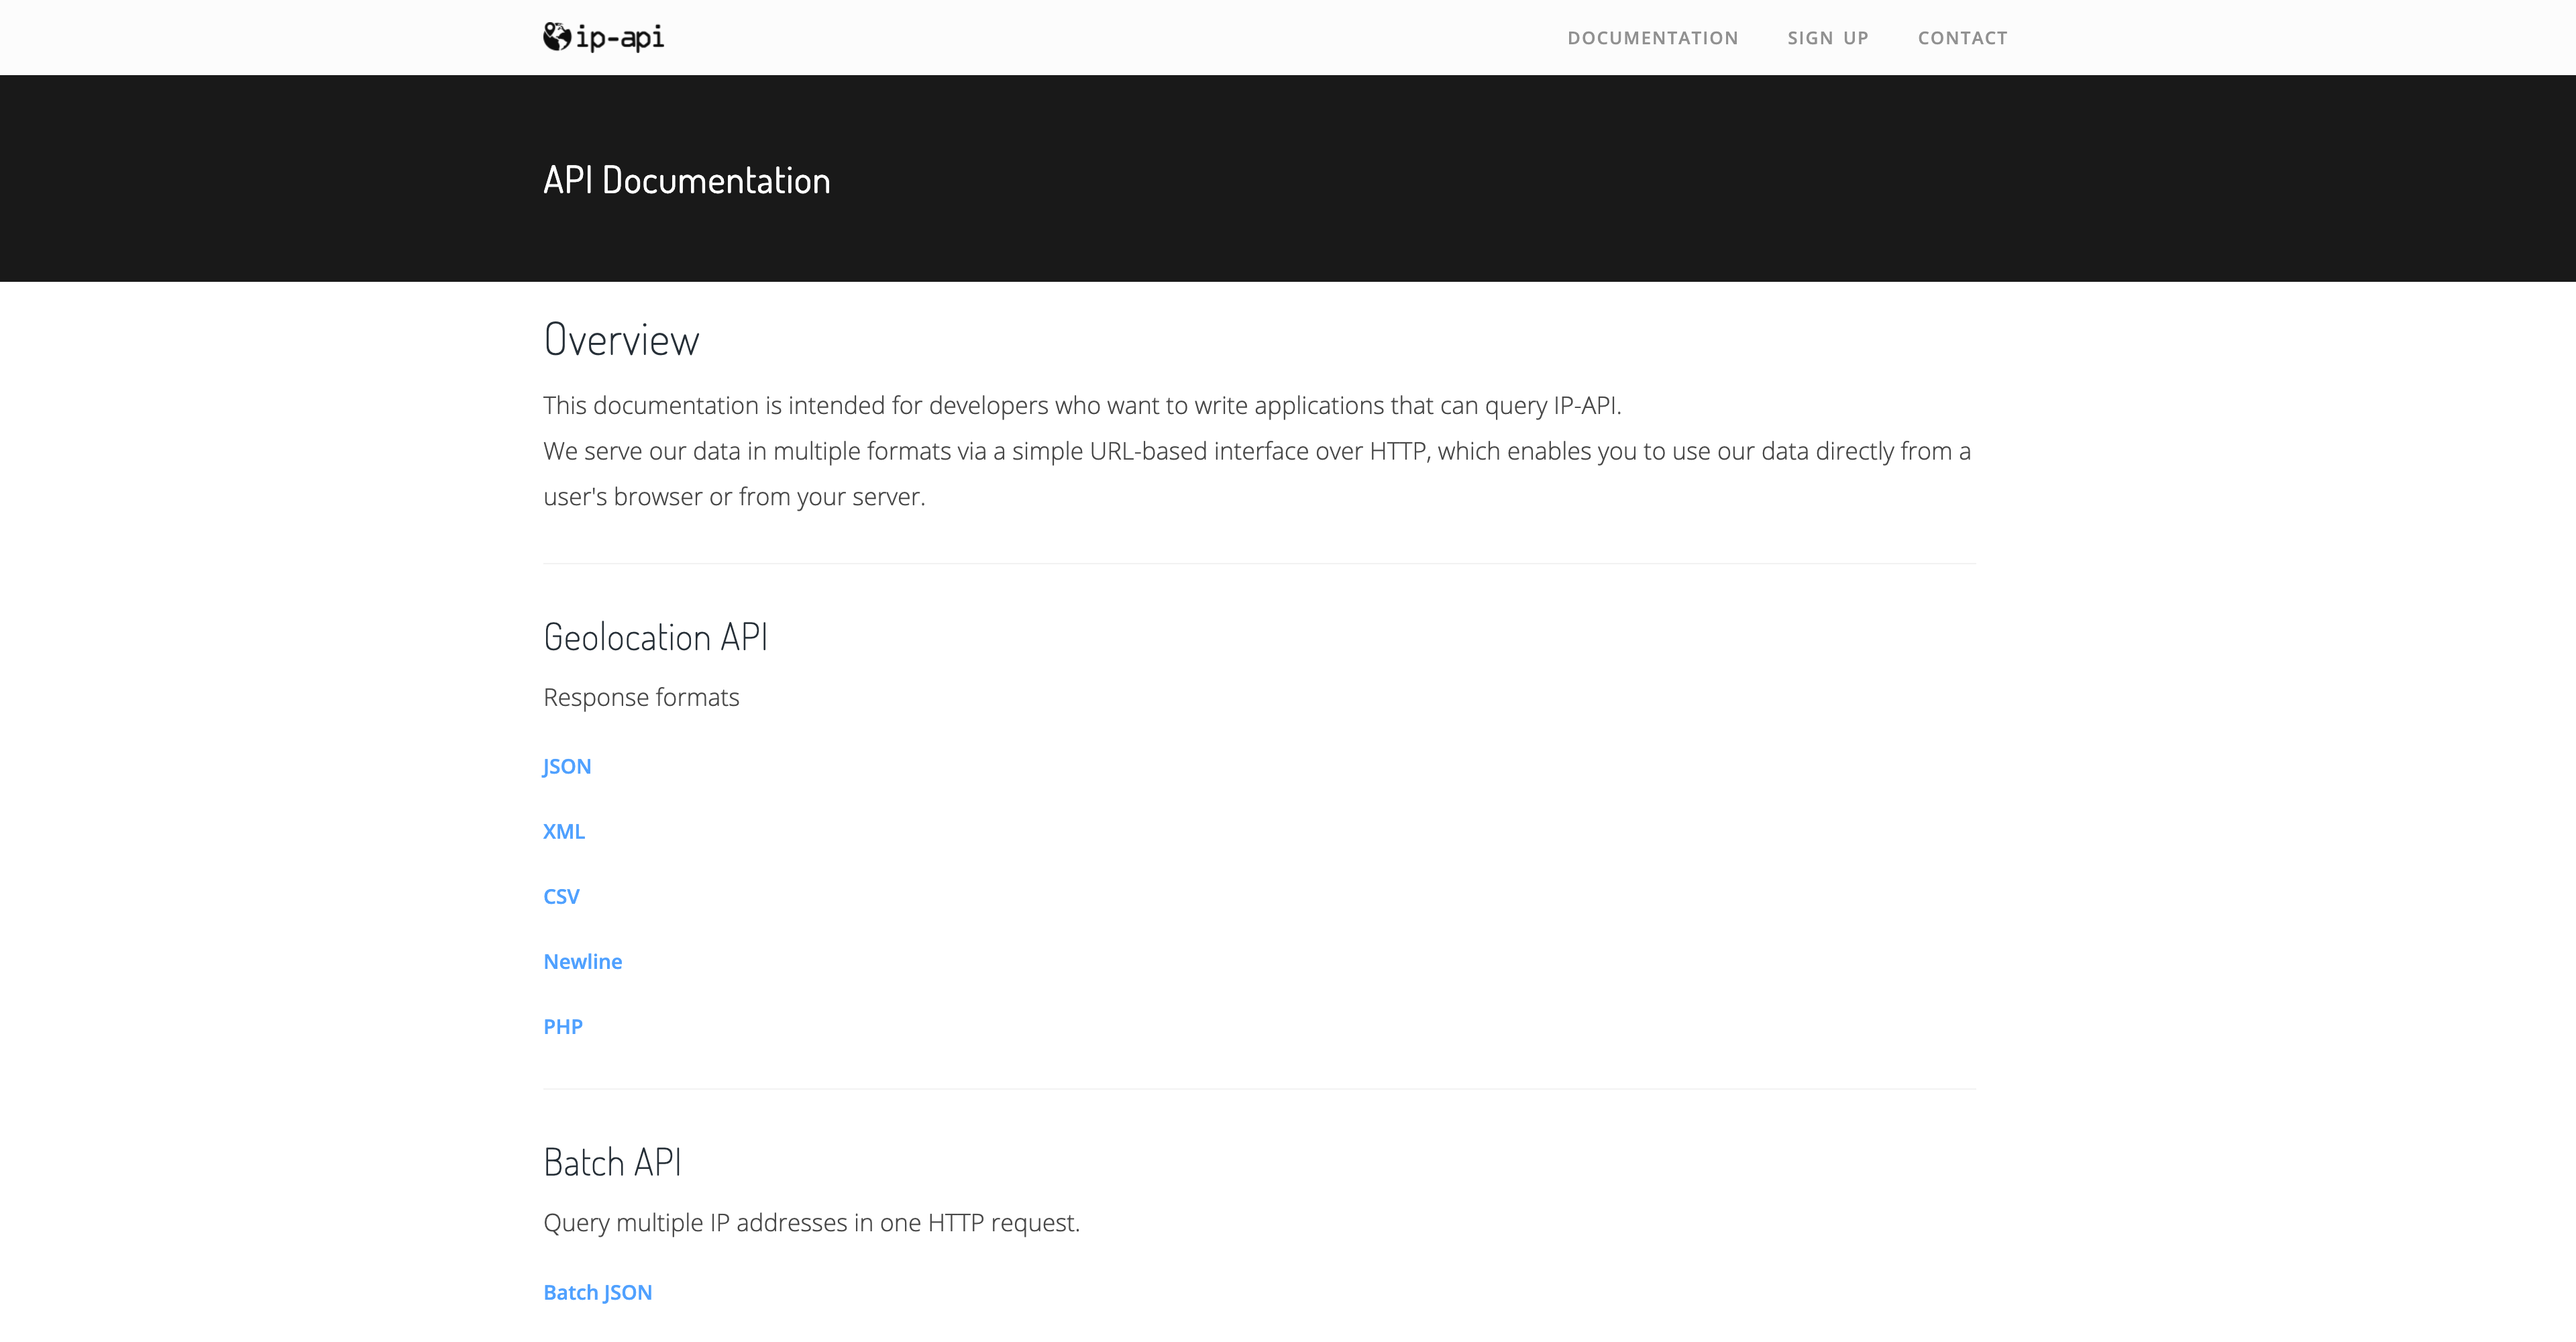 ip-api
DOCUMENTATION SIGN UP CONTACT
API Documentation
Overview
This documentation is intended for developers who want to write applications that can query IP-API.
We serve our data in multiple formats via a simple URL-based interface over HTTP, which enables you to use our data directly from a
user's browser or from your server.
Geolocation API
Response formats
JSON
XML
CSV
Newline
PHP
Batch API
Query multiple IP addresses in one HTTP request.
Batch JSON